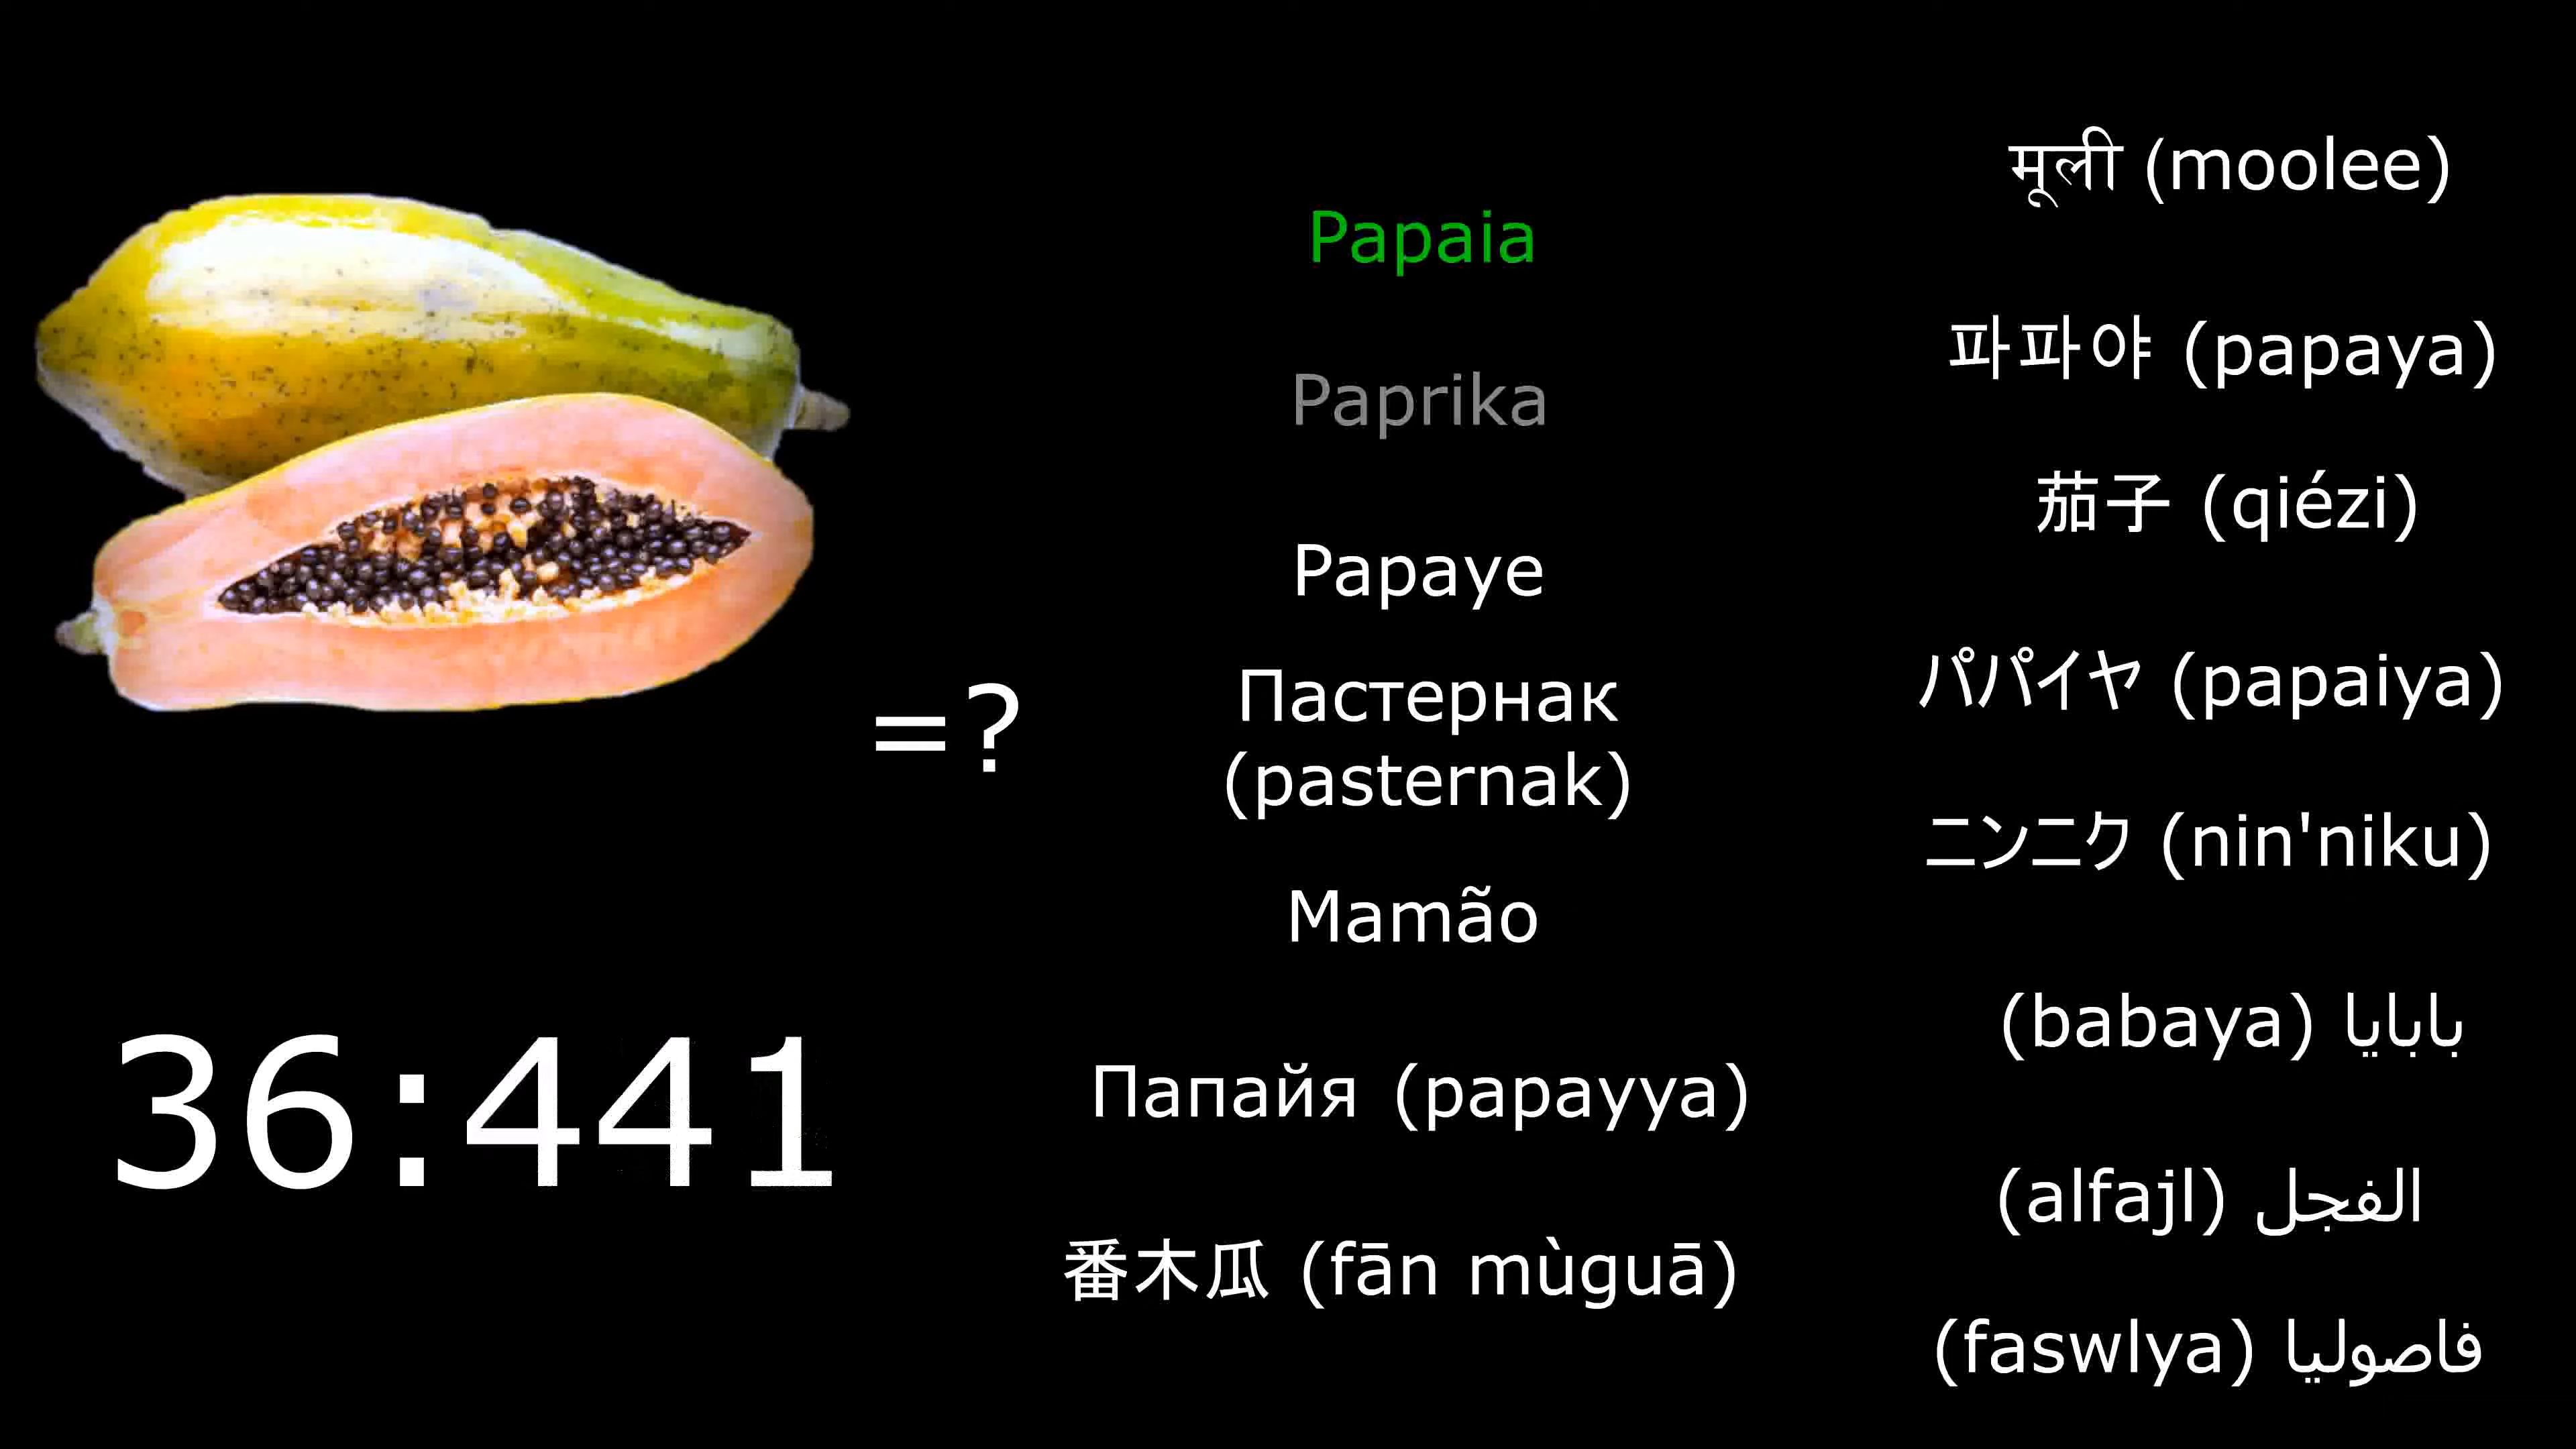 =?
36:441
Papaia
Paprika
Papaye
Пастернак
(pasternak)
Mamão
Папайя (papayya)
番木瓜 (fān mùguā)
मूली (moolee)
파파야 (papaya)
茄子 (qiézi)
パパイヤ (papaiya)
ニンニク (nin'niku)
(babaya) بابايا
(alfajl) الفجل
(faswlya) فاصوليا